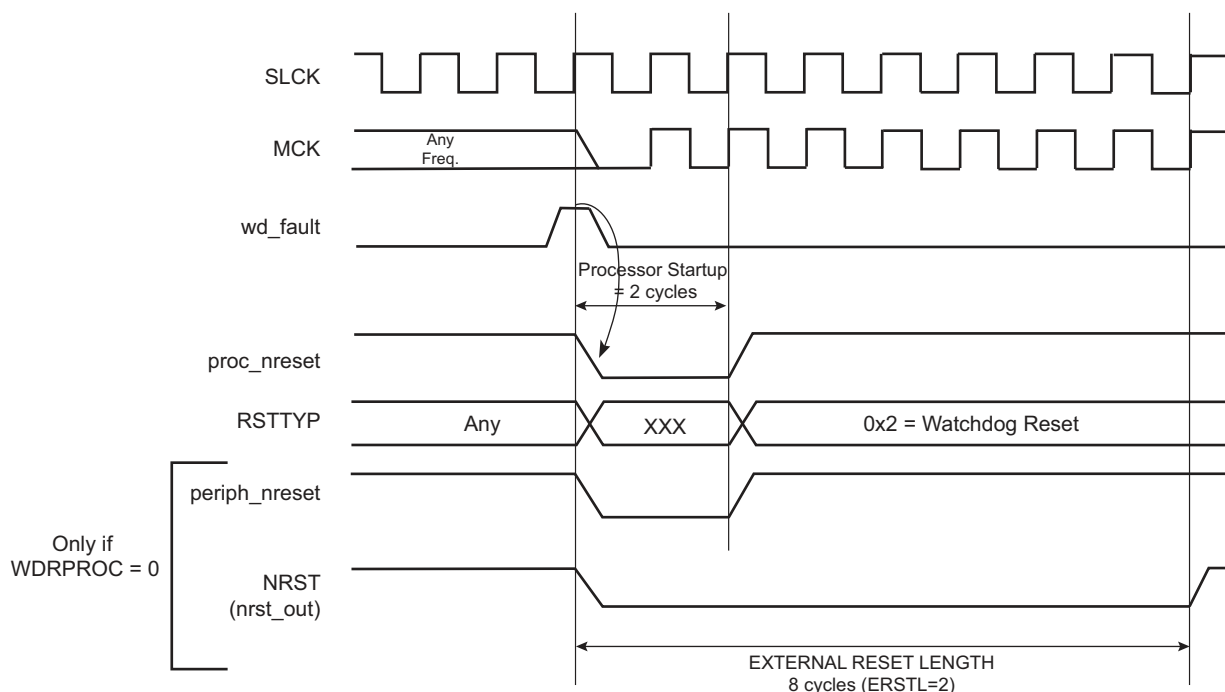 SLCK
MCK
Any
Freq.
wd_fault
Processor Startup
= 2 cycles
proc_nreset
RSTTYP
Any
XXX
0x2 = Watchdog Reset
periph_nreset
Only if
WDRPROC = 0
NRST
(nrst_out)
EXTERNAL RESET LENGTH
8 cycles (ERSTL=2)